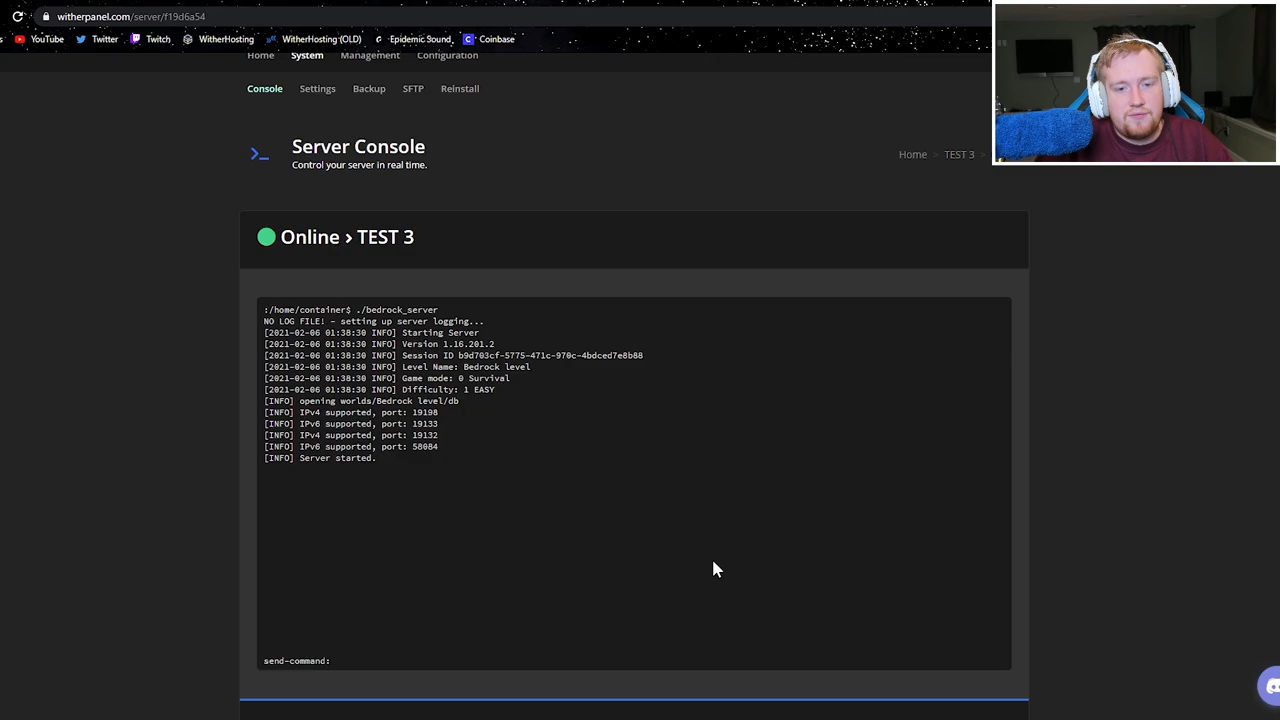 witherpanel.com/server/f19d6a54
YouTube Twitter Twitch WitherHosting WitherHosting (OLD) Epidemic Sound Coinbase
Home System Management Configuration
Console Settings Backup SFTP Reinstall
Server Console
Control your server in real time.
Home > TEST 3 >
Online › TEST 3
:/home/container$ ./bedrock_server
NO LOG FILE! - setting up server logging...
[2021-02-06 01:38:30 INFO] Starting Server
[2021-02-06 01:38:30 INFO] Version 1.16.201.2
[2021-02-06 01:38:30 INFO] Session ID b9d703cf-5775-471c-970c-4bdced7e8b88
[2021-02-06 01:38:30 INFO] Level Name: Bedrock level
[2021-02-06 01:38:30 INFO] Game mode: 0 Survival
[2021-02-06 01:38:30 INFO] Difficulty: 1 EASY
[INFO] opening worlds/Bedrock level/db
[INFO] IPv4 supported, port: 19198
[INFO] IPv6 supported, port: 19133
[INFO] IPv4 supported, port: 19132
[INFO] IPv6 supported, port: 58084
[INFO] Server started.
send-command: